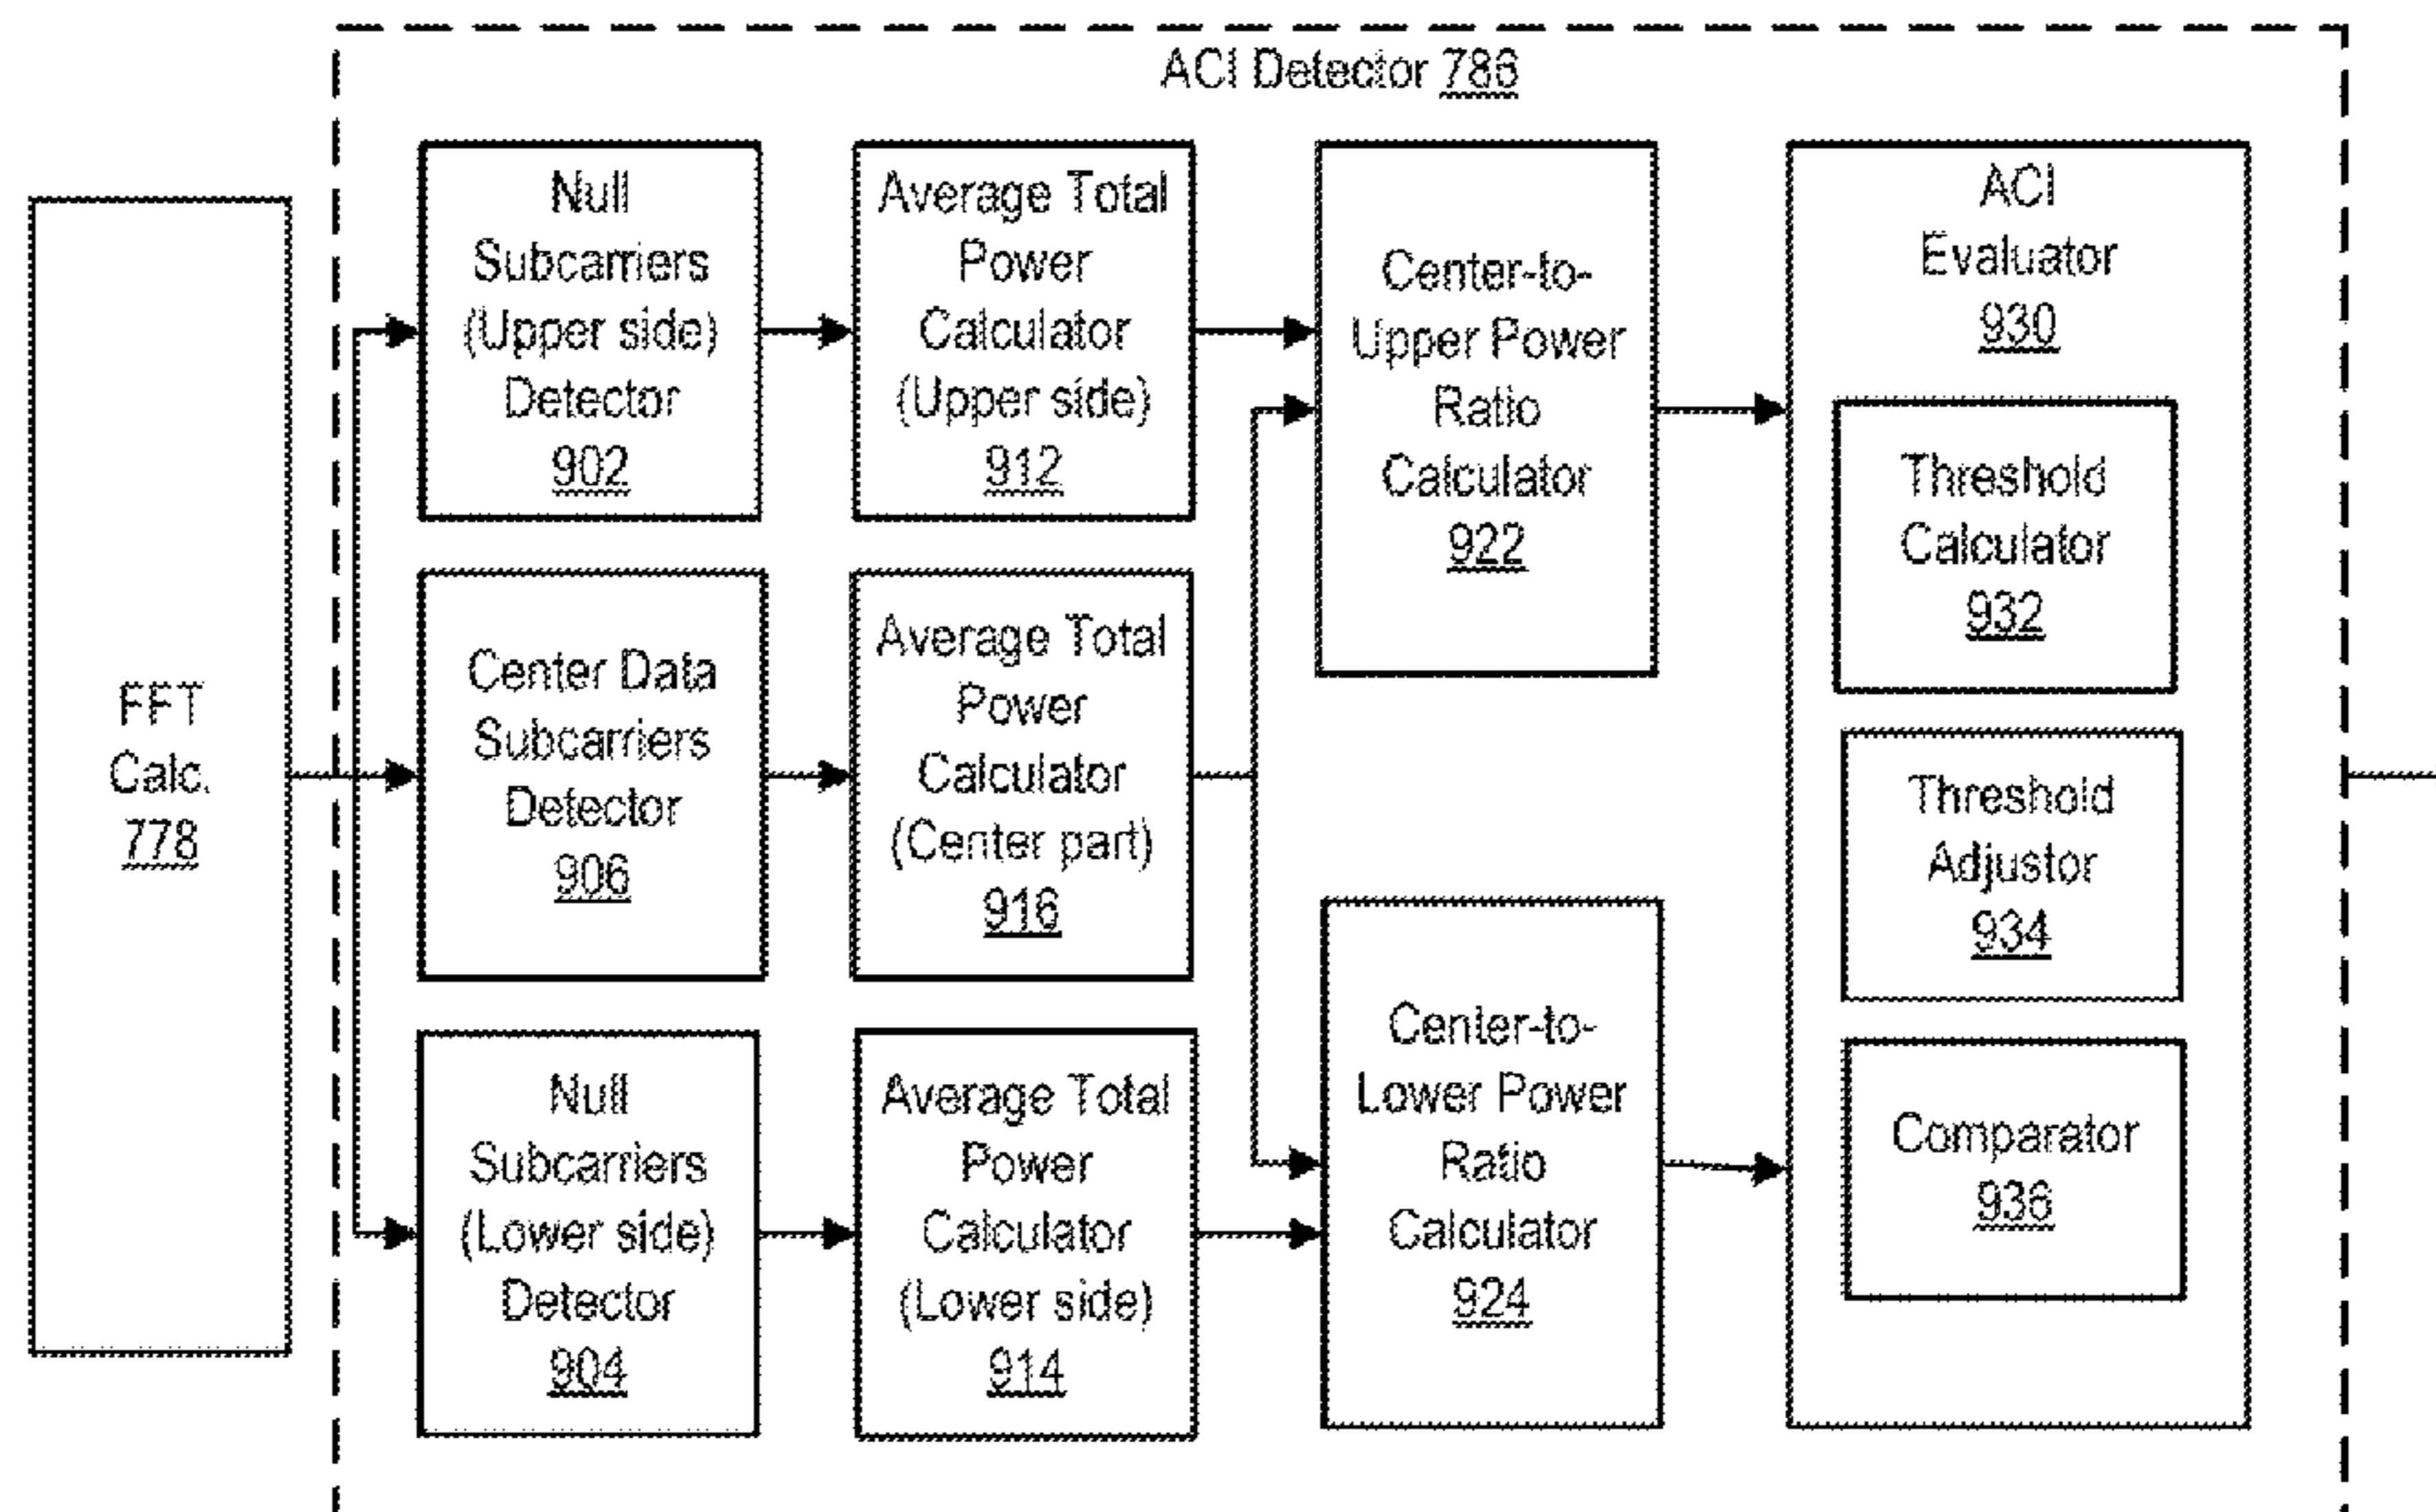 ACI Detector 786
FFT
Calc.
778
Null
Subcarriers
(Upper side)
Detector
902
Average Total
Power
Calculator
(Upper side)
912
Center-to-
Upper Power
Ratio
Calculator
922
ACI
Evaluator
930
Threshold
Calculator
932
Threshold
Adjustor
934
Comparator
936
Center Data
Subcarriers
Detector
906
Average Total
Power
Calculator
(Center part)
916
Null
Subcarriers
(Lower side)
Detector
904
Average Total
Power
Calculator
(Lower side)
914
Center-to-
Lower Power
Ratio
Calculator
924